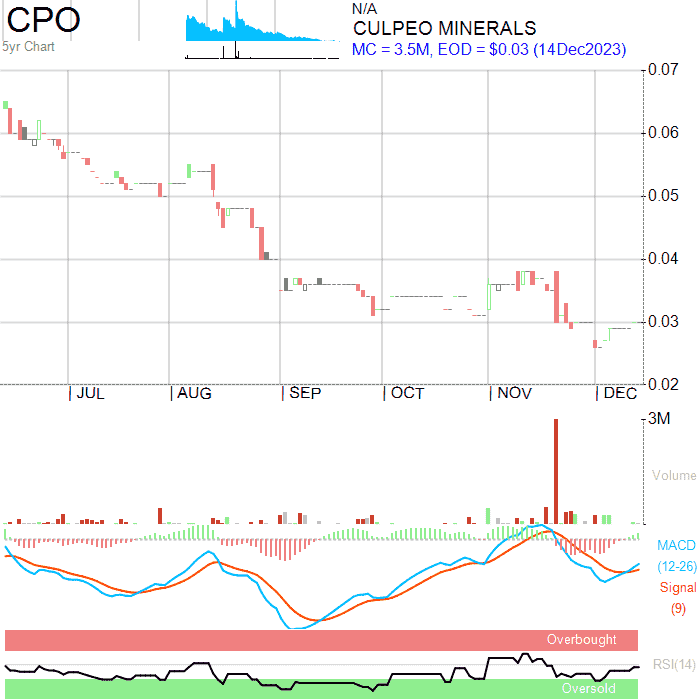 CPO
5yr Chart
N/A
CULPEO MINERALS
MC = 3.5M, EOD = $0.03 (14Dec2023)
0.07
0.06
0.05
0.04
0.03
0.02
JUL
AUG
SEP
OCT
NOV
DEC
3M
Volume
MACD
(12-26)
Signal
(9)
Overbought
RSI(14)
Oversold